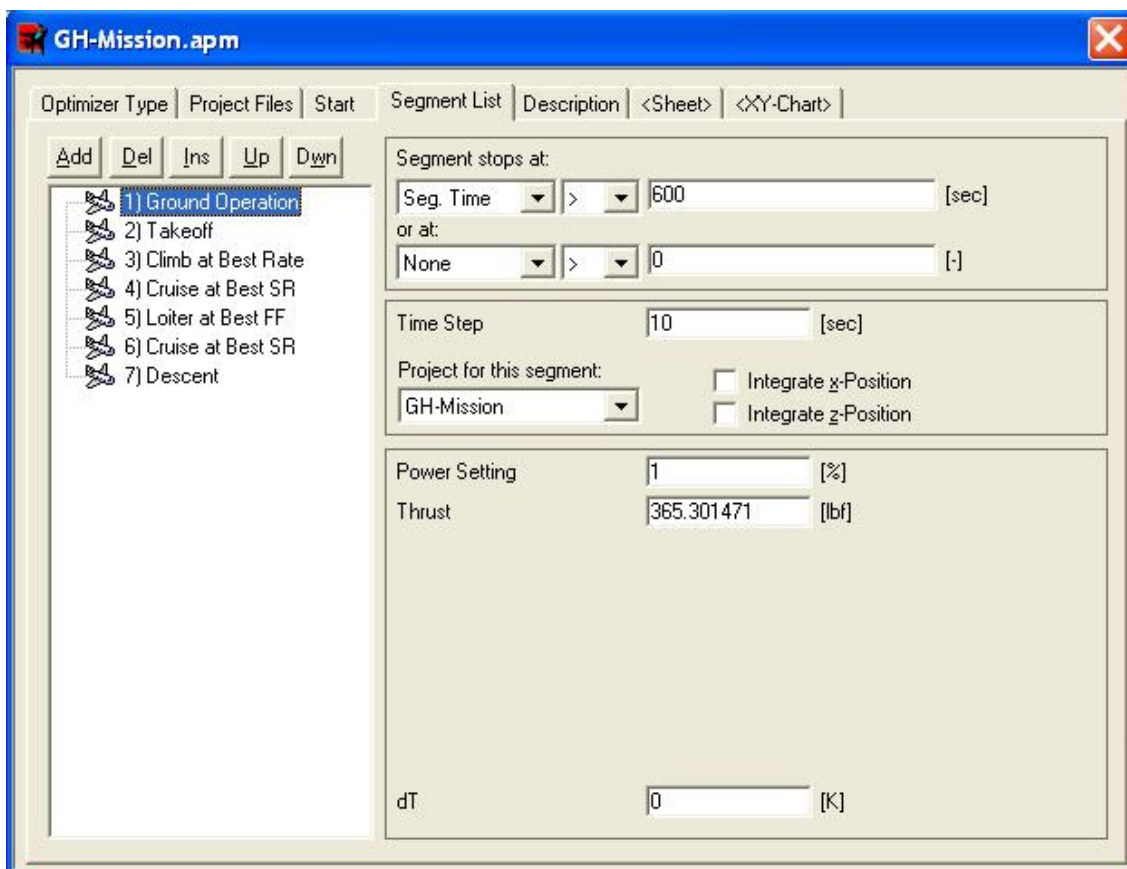 GH-Mission.apm
Optimizer Type Project Files Start Segment List Description <Sheet> <XY-Chart>
Add Del Ins Up Dwn
1) Ground Operation
2) Takeoff
3) Climb at Best Rate
4) Cruise at Best SR
5) Loiter at Best FF
6) Cruise at Best SR
7) Descent
Segment stops at:
Seg. Time > 600 [sec]
or at:
None > 0 [-]
Time Step 10 [sec]
Project for this segment:
GH-Mission
Integrate x-Position
Integrate z-Position
Power Setting 1 [%]
Thrust 365.301471 [lbf]
dT 0 [K]